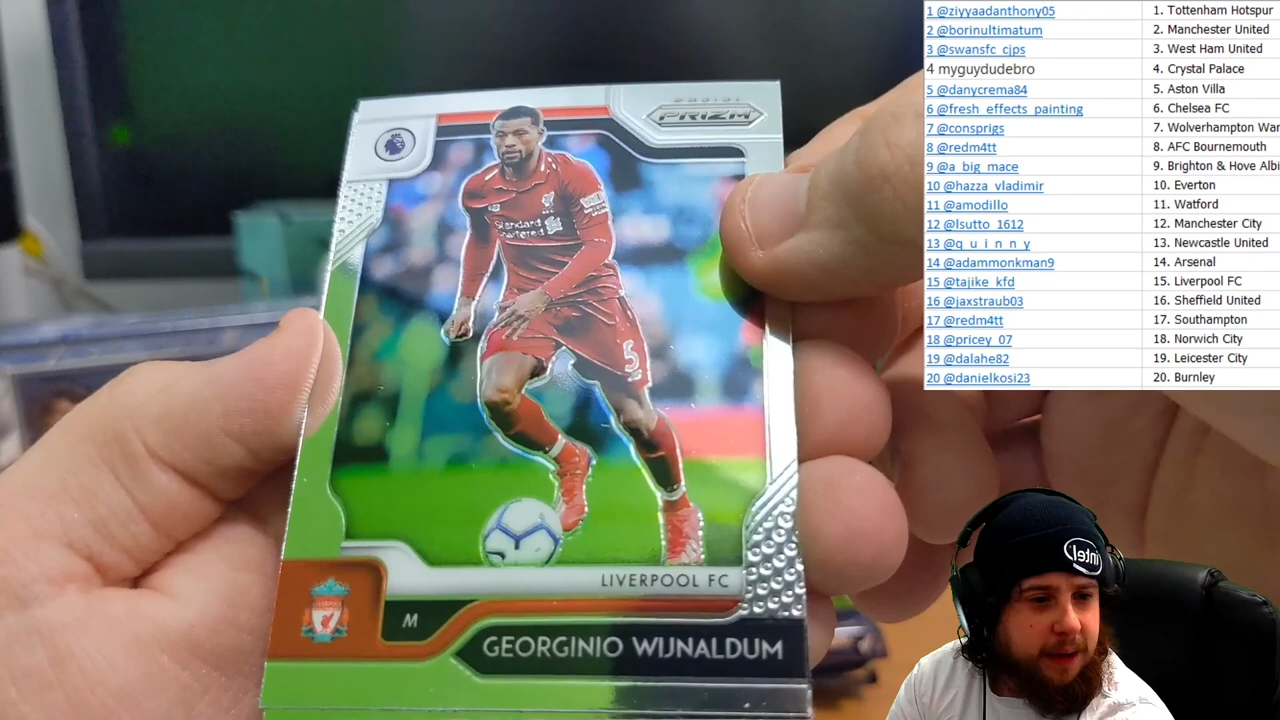 PANINI
PRIZM
Standard
Chartered
5
LIVERPOOL FC
M
GEORGINIO WIJNALDUM
1 @ziyyaadanthony05 1. Tottenham Hotspur
2 @borinultimatum 2. Manchester United
3 @swansfc_cjps 3. West Ham United
4 myguydudebro 4. Crystal Palace
5 @danycrema84 5. Aston Villa
6 @fresh_effects_painting 6. Chelsea FC
7 @consprigs 7. Wolverhampton Wan
8 @redm4tt 8. AFC Bournemouth
9 @a_big_mace 9. Brighton & Hove Albi
10 @hazza_vladimir 10. Everton
11 @amodillo 11. Watford
12 @lsutto_1612 12. Manchester City
13 @q_u_i_n_n_y 13. Newcastle United
14 @adammonkman9 14. Arsenal
15 @tajike_kfd 15. Liverpool FC
16 @jaxstraub03 16. Sheffield United
17 @redm4tt 17. Southampton
18 @pricey_07 18. Norwich City
19 @dalahe82 19. Leicester City
20 @danielkosi23 20. Burnley
intel